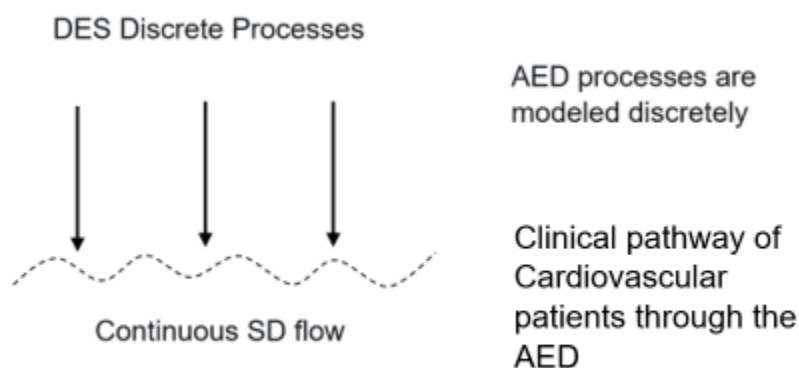 DES Discrete Processes
AED processes are
modeled discretely
Clinical pathway of
Cardiovascular
patients through the
AED
Continuous SD flow